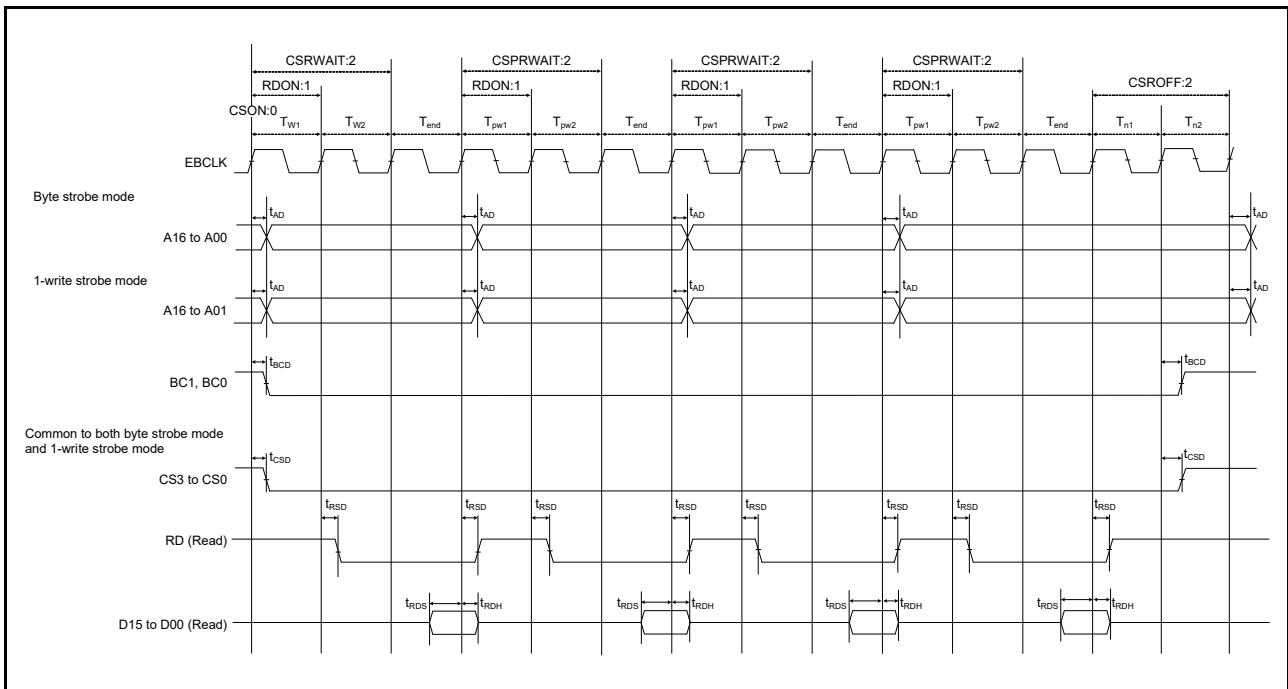 CSRWAIT:2 CSPRWAIT:2 CSPRWAIT:2 CSPRWAIT:2
RDON:1 RDON:1 RDON:1 RDON:1 CSROFF:2
CSON:0
TW1 TW2 Tend Tpw1 Tpw2 Tend Tpw1 Tpw2 Tend Tpw1 Tpw2 Tend Tn1 Tn2
EBCLK
Byte strobe mode
tAD tAD tAD tAD tAD
A16 to A00
1-write strobe mode
tAD tAD tAD tAD tAD
A16 to A01
tBCD tBCD
BC1, BC0
Common to both byte strobe mode
and 1-write strobe mode
tCSD tCSD
CS3 to CS0
tRSD tRSD tRSD tRSD tRSD tRSD tRSD tRSD
RD (Read)
tRDS tRDH tRDS tRDH tRDS tRDH tRDS tRDH
D15 to D00 (Read)